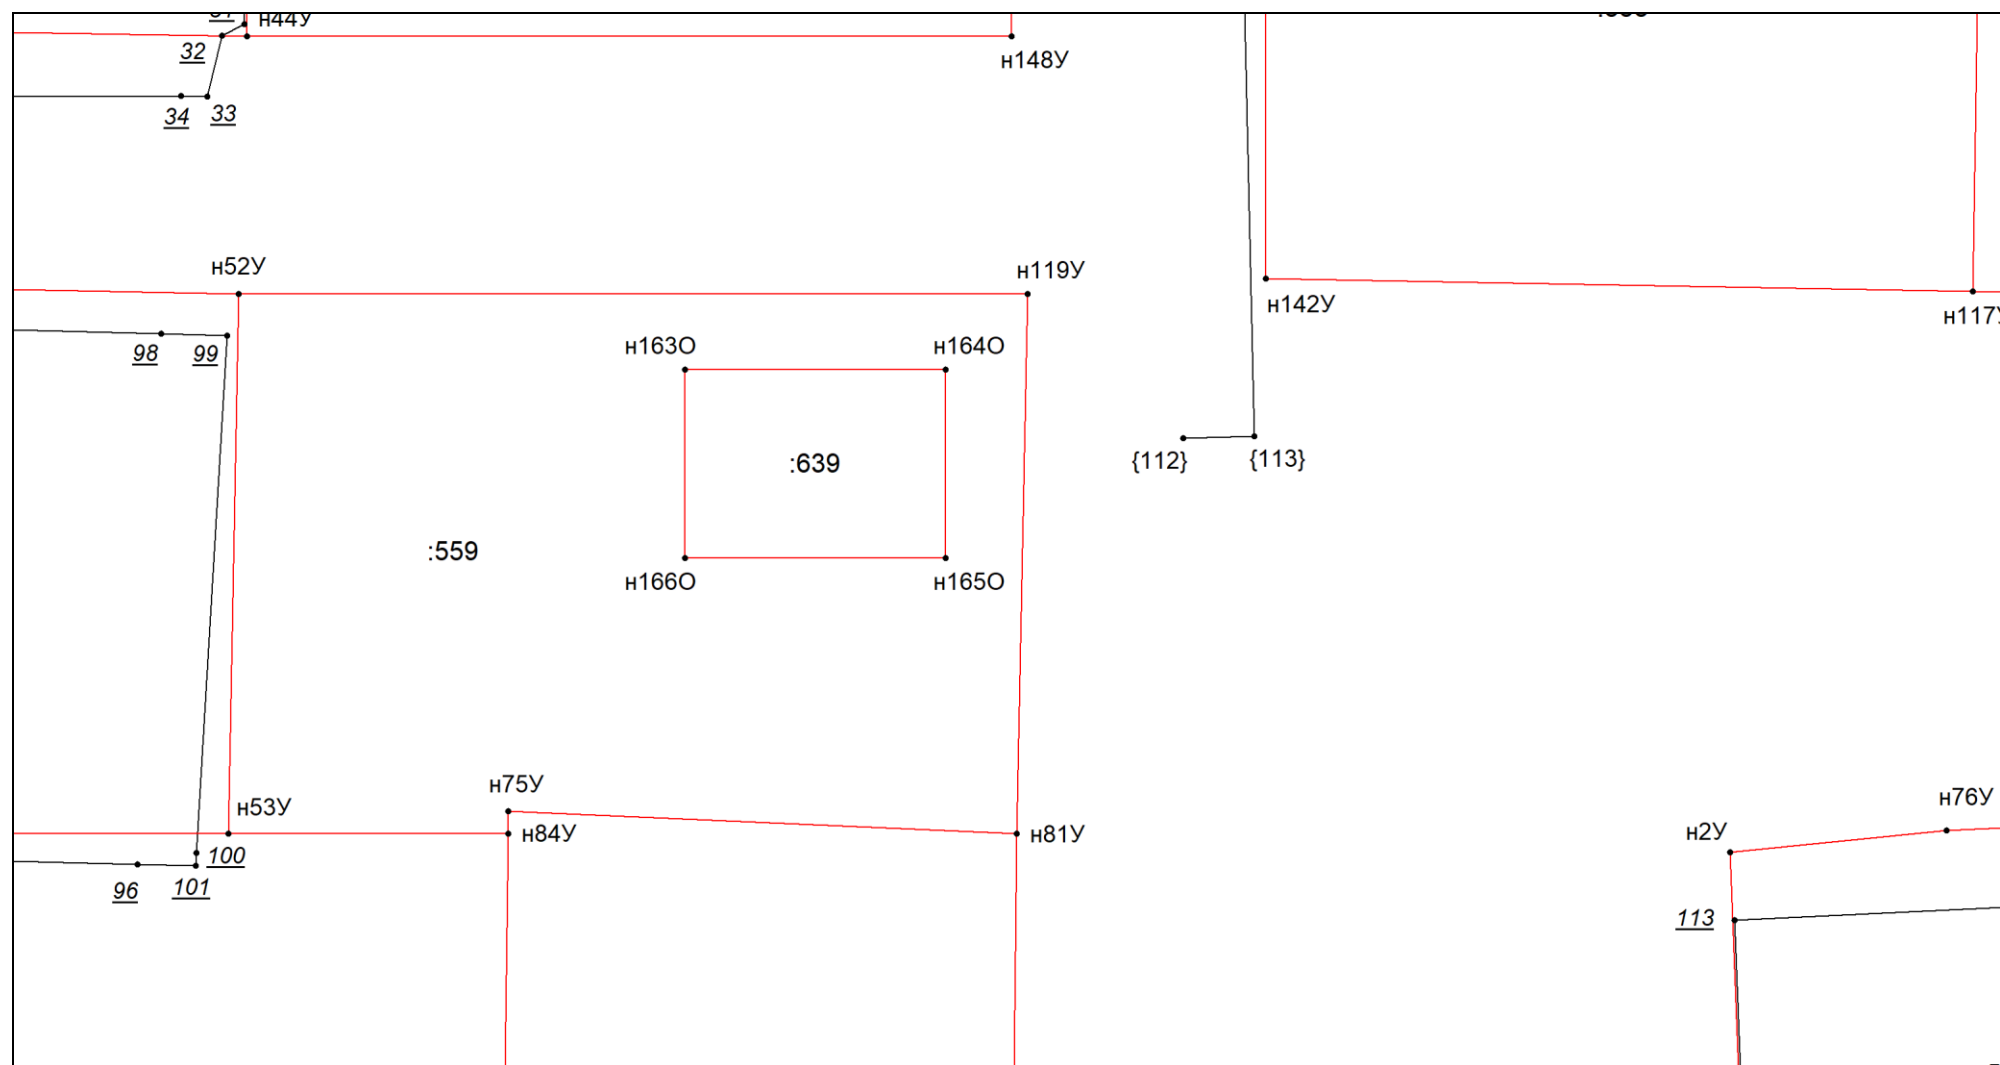 н44У
32
н148У
34
33
н52У
н119У
н142У
н117У
98
99
н163О
н164О
:639
{112}
{113}
:559
н166О
н165О
н75У
н76У
н53У
н84У
н81У
н2У
100
101
96
113